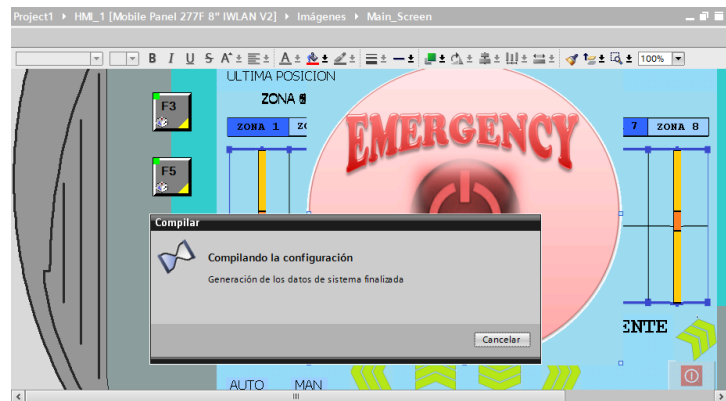 Project1 ▸ HMI_1 [Mobile Panel 277F 8" IWLAN V2] ▸ Imágenes ▸ Main_Screen
B I U S A 100%
ULTIMA POSICION
F3
ZONA
ZONA 1
7 ZONA 8
EMERGENCY
F5
Compilar
Compilando la configuración
Generación de los datos de sistema finalizada
Cancelar
AUTO MAN